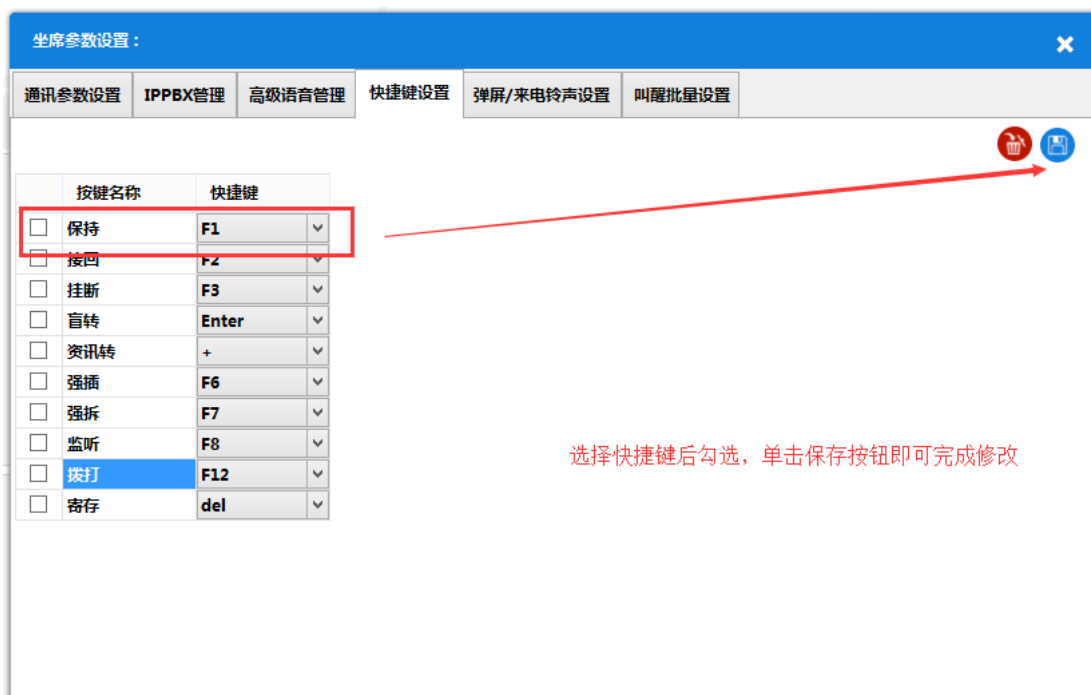 坐席参数设置：
通讯参数设置 IPPBX管理 高级语音管理 快捷键设置 弹屏/来电铃声设置 叫醒批量设置
按键名称 快捷键
保持 F1
接回 F2
挂断 F3
盲转 Enter
资讯转 +
强插 F6
强拆 F7
监听 F8
拨打 F12
寄存 del
选择快捷键后勾选，单击保存按钮即可完成修改